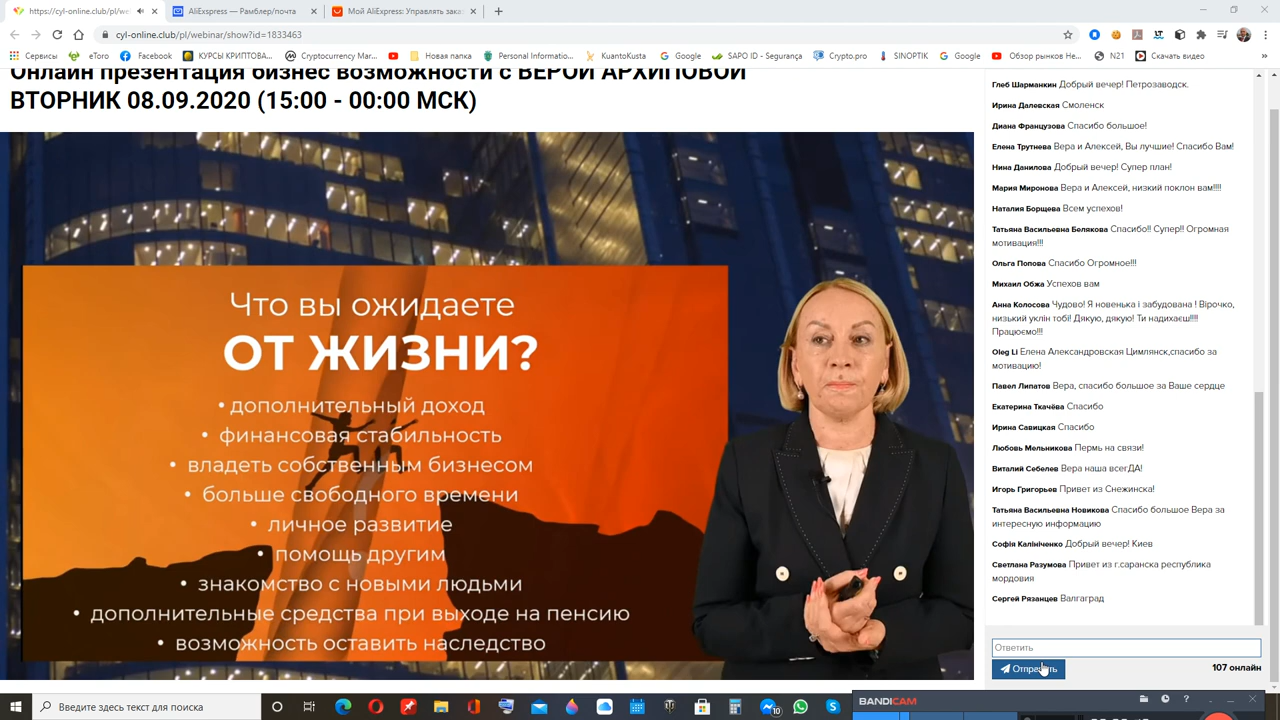 https://cyl-online.club/pl/we
AliExspress — Рамблер/почта
Мой AliExpress: Управлять зака
cyl-online.club/pl/webinar/show?id=1833463
Сервисы
eToro
Facebook
КУРСЫ КРИПТОВА...
Cryptocurrency Mar...
Новая папка
Personal Informatio...
KuantoKusta
Google
SAPO ID - Segurança
Crypto.pro
SINOPTIK
Google
Обзор рынков Не...
N21
Скачать видео
»
Онлайн презентация бизнес возможности с ВЕРОЙ АРХИПОВОЙ
ВТОРНИК 08.09.2020 (15:00 - 00:00 МСК)
Что вы ожидаете
ОТ ЖИЗНИ?
• дополнительный доход
• финансовая стабильность
• владеть собственным бизнесом
• больше свободного времени
• личное развитие
• помощь другим
• знакомство с новыми людьми
• дополнительные средства при выходе на пенсию
• возможность оставить наследство
Глеб Шарманкин Добрый вечер! Петрозаводск.
Ирина Далевская Смоленск
Диана Французова Спасибо большое!
Елена Трутнева Вера и Алексей, Вы лучшие! Спасибо Вам!
Нина Данилова Добрый вечер! Супер план!
Мария Миронова Вера и Алексей, низкий поклон вам!!!!
Наталия Борщева Всем успехов!
Татьяна Васильевна Белякова Спасибо!! Супер!! Огромная
мотивация!!!
Ольга Попова Спасибо Огромное!!!
Михаил Обжа Успехов вам
Анна Колосова Чудово! Я новенька і забудована ! Вірочко,
низький уклін тобі! Дякую, дякую! Ти надихаєш!!!!
Працюємо!!!
Oleg Li Елена Александровская Цимлянск,спасибо за
мотивацию!
Павел Липатов Вера, спасибо большое за Ваше сердце
Екатерина Ткачёва Спасибо
Ирина Савицкая Спасибо
Любовь Мельникова Пермь на связи!
Виталий Себелев Вера наша всегДА!
Игорь Григорьев Привет из Снежинска!
Татьяна Васильевна Новикова Спасибо большое Вера за
интересную информацию
Софія Калініченко Добрый вечер! Киев
Светлана Разумова Привет из г.саранска республика
мордовия
Сергей Рязанцев Валгаград
Ответить
Отправить
107 онлайн
Введите здесь текст для поиска
10
BANDICAM